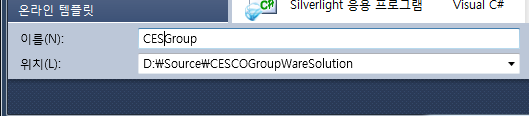 온라인 템플릿
Silverlight 응용 프로그램 Visual C#
이름(N): CESGroup
위치(L): D:₩Source₩CESCOGroupWareSolution